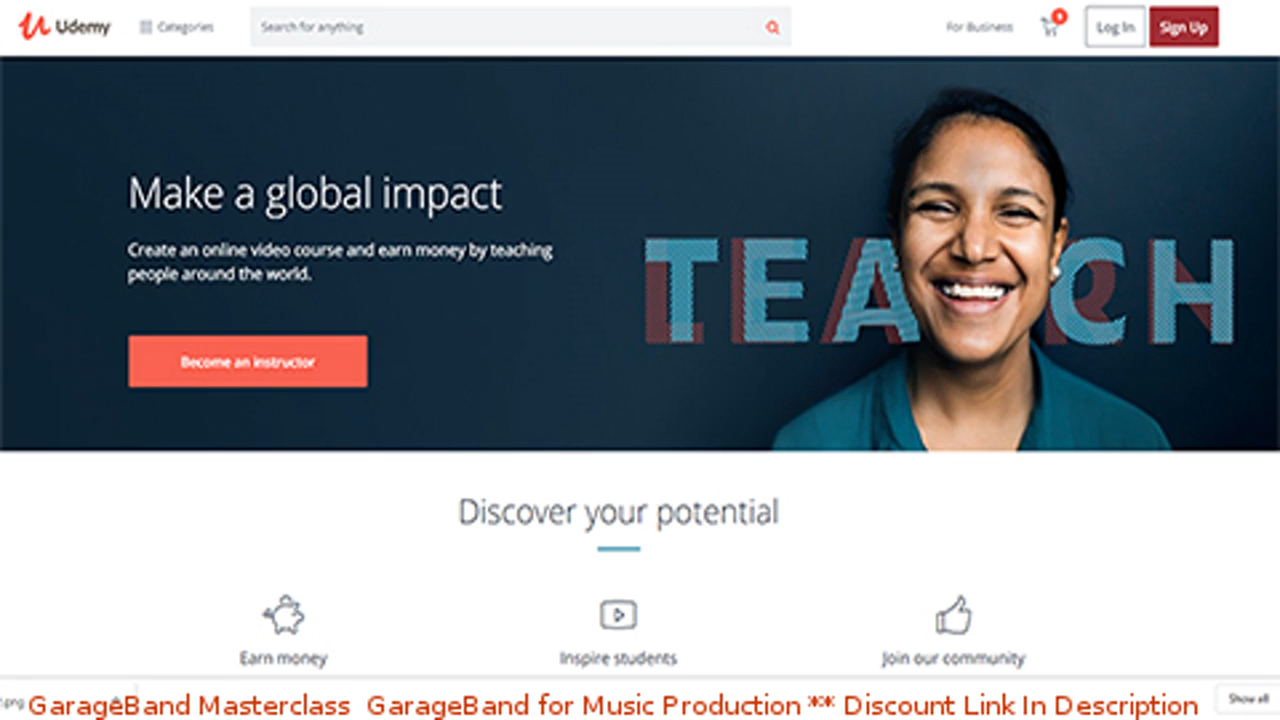 Udemy
Categories
Search for anything
For Business
Log In
Sign Up
Make a global impact
Create an online video course and earn money by teaching
people around the world.
TEACH
Become an instructor
Discover your potential
Earn money
Inspire students
Join our community
.png
GarageBand Masterclass GarageBand for Music Production ** Discount Link In Description
Show all